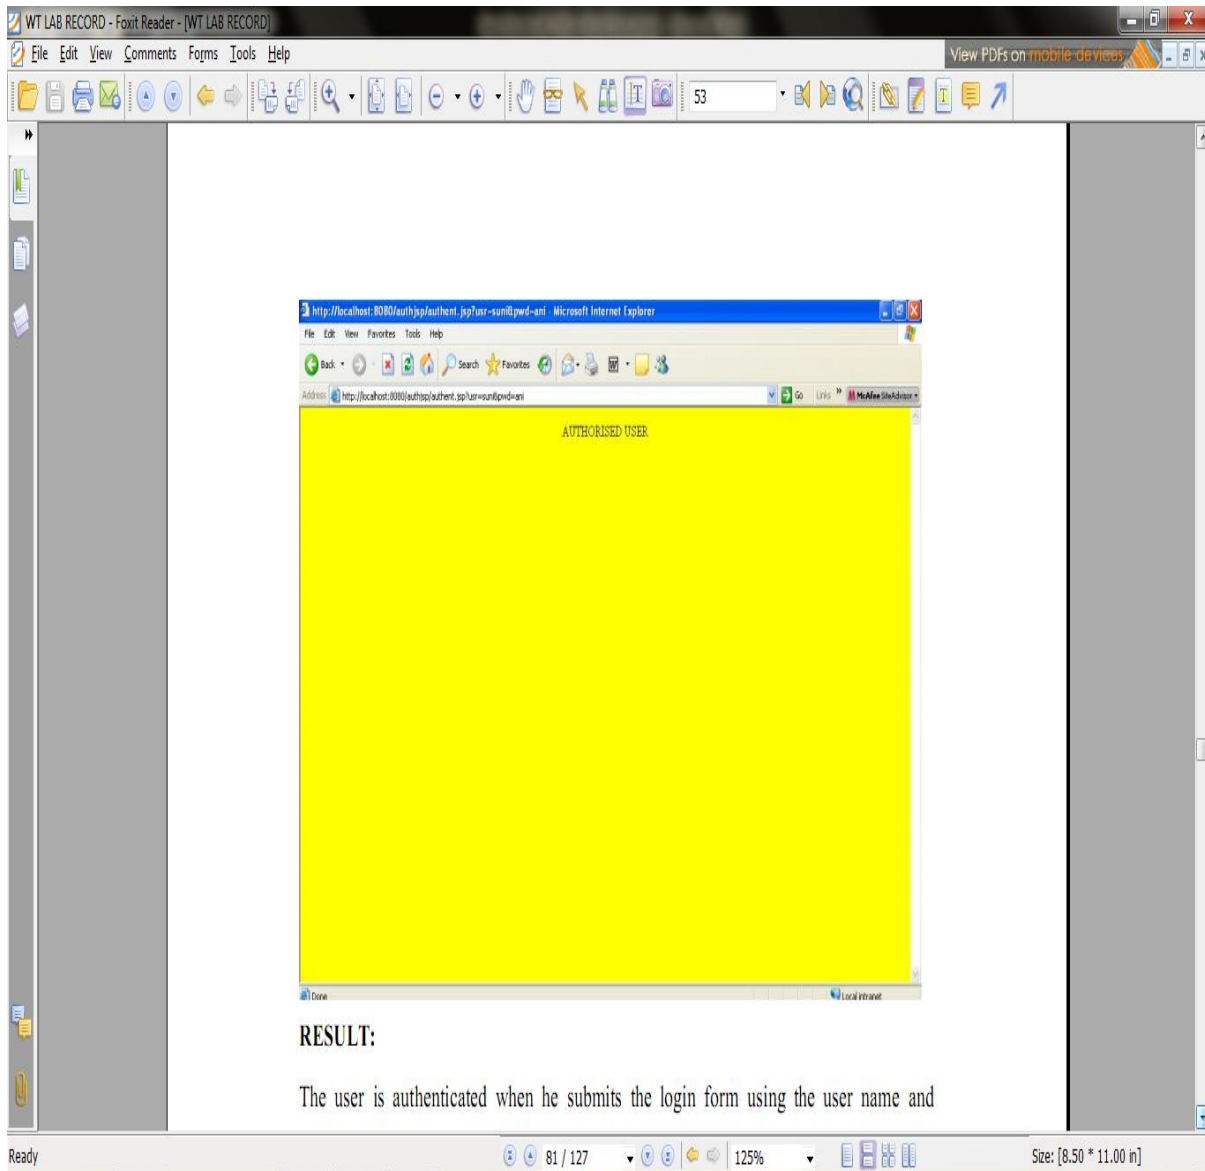 WT LAB RECORD - Foxit Reader - [WT LAB RECORD]
File Edit View Comments Forms Tools Help
View PDFs on mobile devices
53
http://localhost:8080/authjsp/authent.jsp?usr=suni&pwd=ani - Microsoft Internet Explorer
File Edit View Favorites Tools Help
Back Search Favorites
Address http://localhost:8080/authjsp/authent.jsp?usr=suni&pwd=ani Go Links McAfee SiteAdvisor
AUTHORISED USER
Done Local intranet
RESULT:
The user is authenticated when he submits the login form using the user name and
Ready 81 / 127 125% Size: [8.50 * 11.00 in]